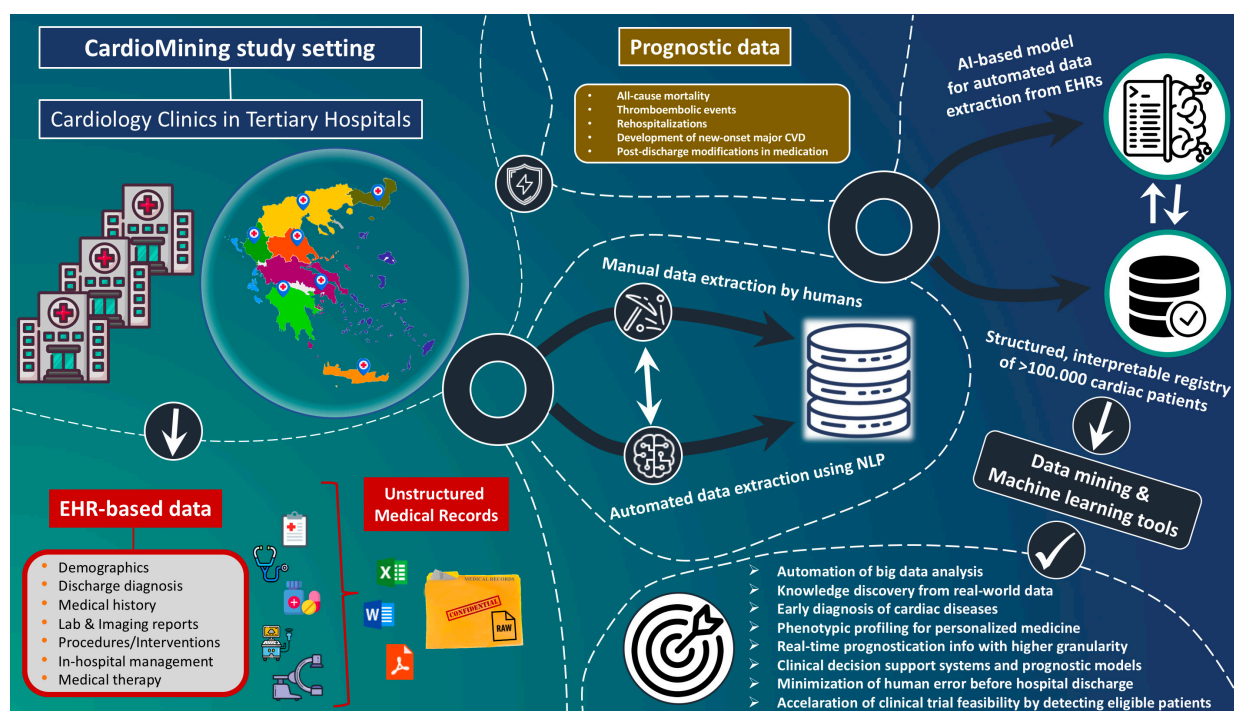 CardioMining study setting
Cardiology Clinics in Tertiary Hospitals
Prognostic data
• All-cause mortality
• Thromboembolic events
• Rehospitalizations
• Development of new-onset major CVD
• Post-discharge modifications in medication
AI-based model
for automated data
extraction from EHRs
Manual data extraction by humans
Automated data extraction using NLP
Structured, interpretable registry
of >100.000 cardiac patients
Data mining &
Machine learning tools
EHR-based data
• Demographics
• Discharge diagnosis
• Medical history
• Lab & Imaging reports
• Procedures/Interventions
• In-hospital management
• Medical therapy
Unstructured
Medical Records
X
W
MEDICAL RECORDS
CONFIDENTIAL
RAW
➢ Automation of big data analysis
➢ Knowledge discovery from real-world data
➢ Early diagnosis of cardiac diseases
➢ Phenotypic profiling for personalized medicine
➢ Real-time prognostication info with higher granularity
➢ Clinical decision support systems and prognostic models
➢ Minimization of human error before hospital discharge
➢ Accelaration of clinical trial feasibility by detecting eligible patients